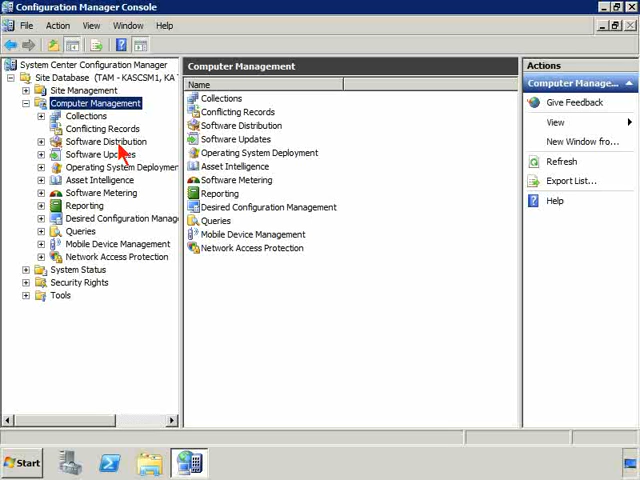 Configuration Manager Console
File Action View Window Help
System Center Configuration Manager
Site Database (TAM - KASCSM1, KA
Site Management
Computer Management
Collections
Conflicting Records
Software Distribution
Software Up
Operating System Deploymen
Asset Intelligence
Software Metering
Reporting
Desired Configuration Manag
Queries
Mobile Device Management
Network Access Protection
System Status
Security Rights
Tools
Computer Management
Name
Collections
Conflicting Records
Software Distribution
Software Updates
Operating System Deployment
Asset Intelligence
Software Metering
Reporting
Desired Configuration Management
Queries
Mobile Device Management
Network Access Protection
Actions
Computer Manage...
Give Feedback
View
New Window fro...
Refresh
Export List...
Help
Start